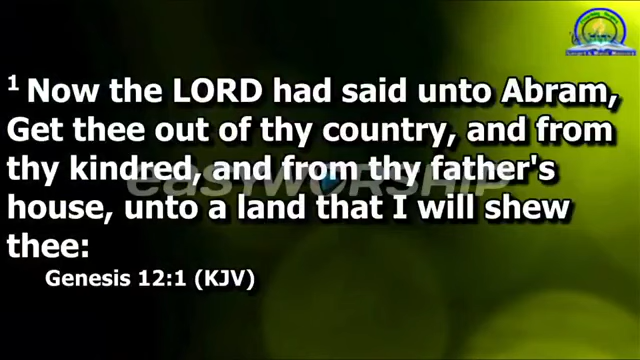 1 Now the LORD had said unto Abram,
Get thee out of thy country, and from
thy kindred, and from thy father's
house, unto a land that I will shew
thee:
Genesis 12:1 (KJV)
easyworship